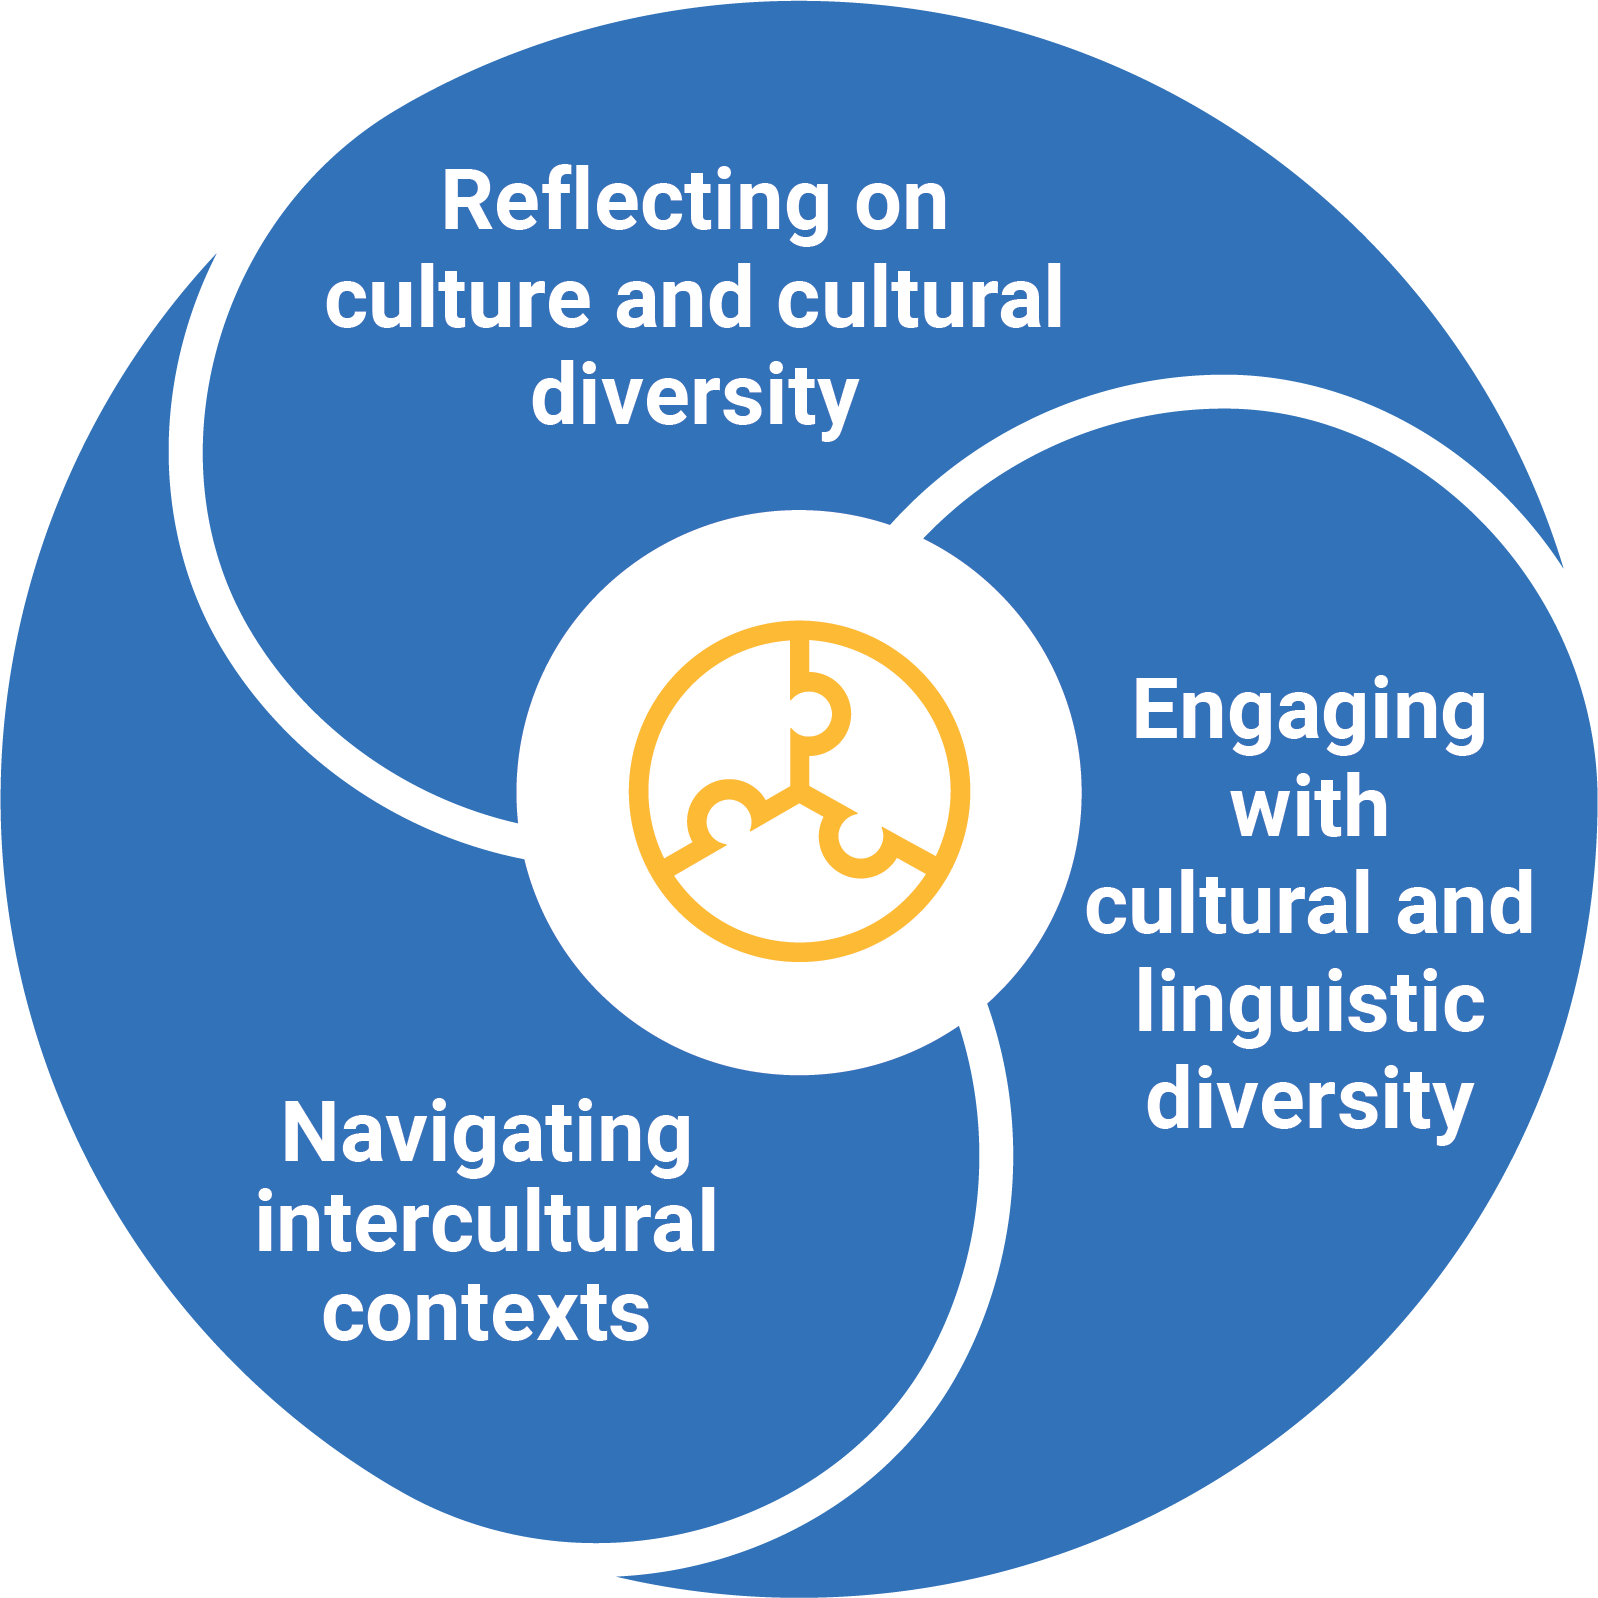 Reflecting on
culture and cultural
diversity
Engaging
with
cultural and
linguistic
diversity
Navigating
intercultural
contexts